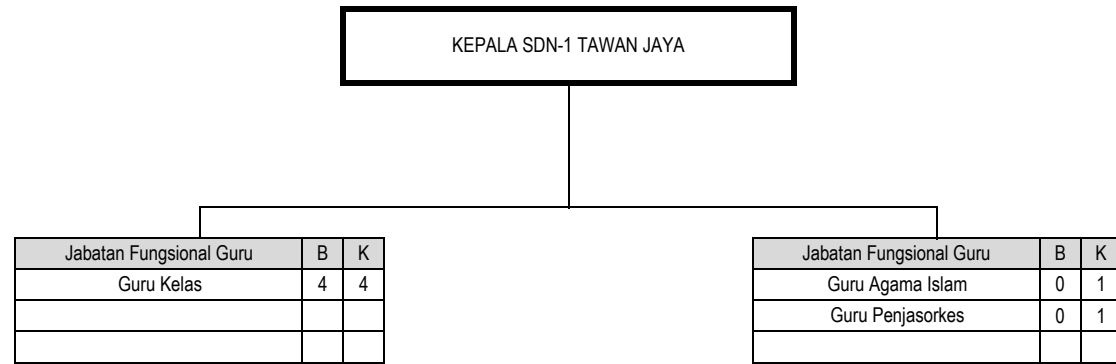 KEPALA SDN-1 TAWAN JAYA
Jabatan Fungsional Guru B K
Guru Kelas 4 4
Jabatan Fungsional Guru B K
Guru Agama Islam 0 1
Guru Penjasorkes 0 1